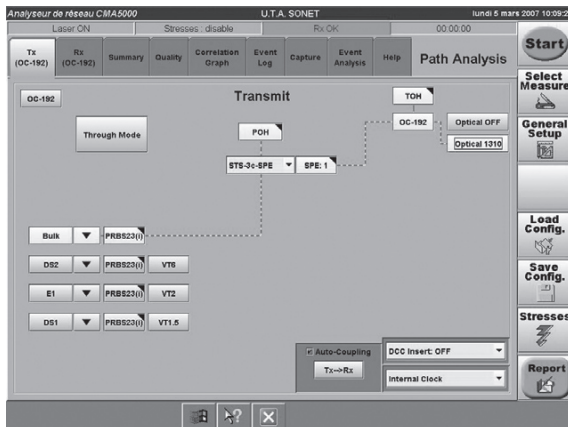 Analyseur de réseau CMA5000 U.T.A. SONET lundi 5 mars 2007 10:09:2
Laser ON Stresses : disable Rx OK 00:00:00
Tx (OC-192) Rx (OC-192) Summary Quality Correlation Graph Event Log Capture Event Analysis Help Path Analysis
Start
Select Measure
General Setup
Load Config.
Save Config.
Stresses
Report
OC-192 Transmit TOH
Through Mode POH OC-192 Optical OFF
Optical 1310
STS-3c-SPE SPE: 1
Bulk PRBS23(i)
DS2 PRBS23(i) VT6
E1 PRBS23(i) VT2
DS1 PRBS23(i) VT1.5
Auto-Coupling DCC Insert: OFF
Tx-->Rx Internal Clock